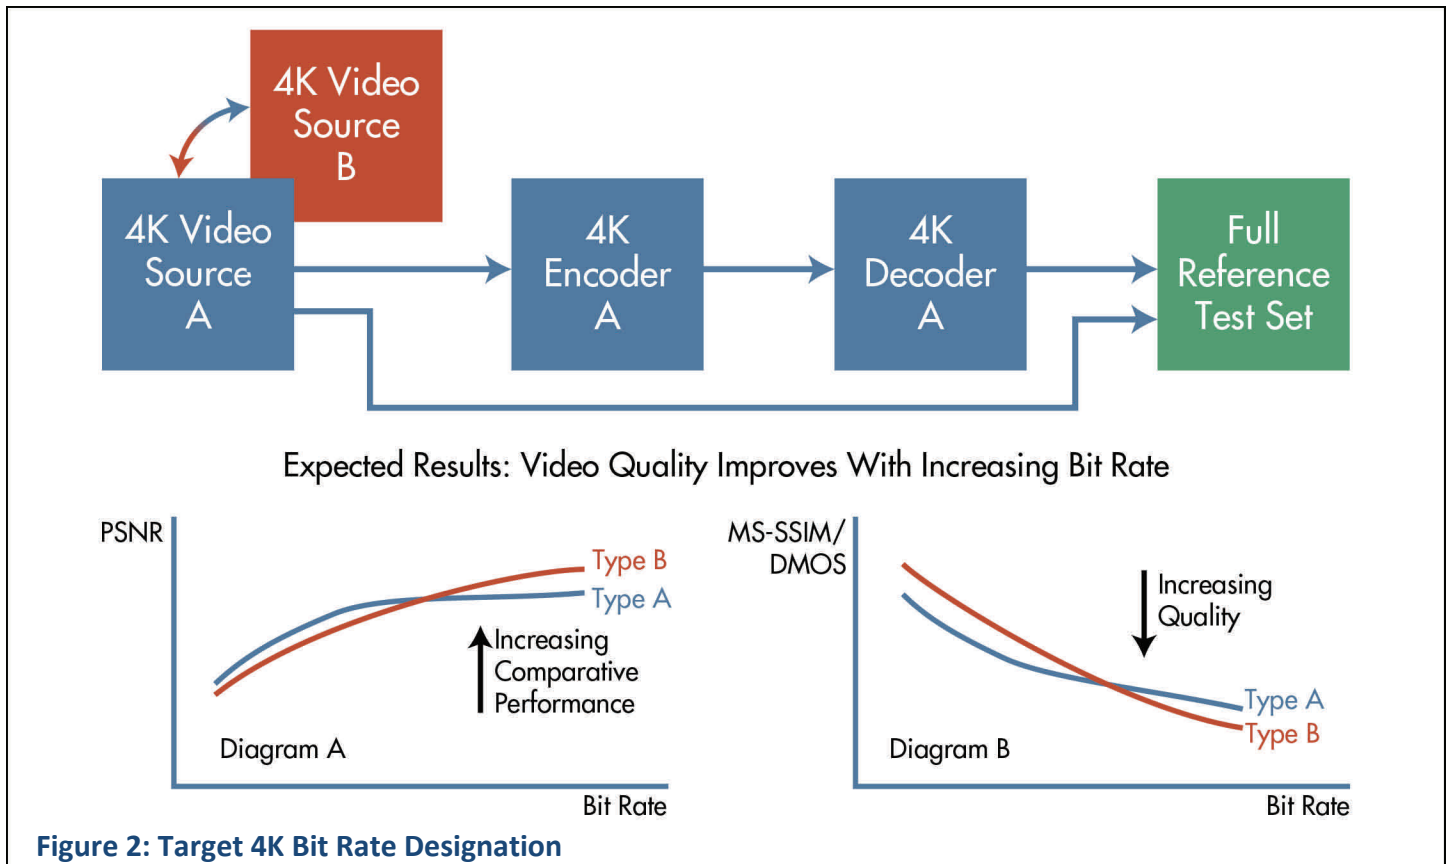 4K Video
Source
B
4K Video
Source
A
4K
Encoder
A
4K
Decoder
A
Full
Reference
Test Set
Expected Results: Video Quality Improves With Increasing Bit Rate
PSNR
Type B
Type A
Increasing
Comparative
Performance
Diagram A
Bit Rate
MS-SSIM/
DMOS
Increasing
Quality
Type A
Type B
Diagram B
Bit Rate
Figure 2: Target 4K Bit Rate Designation